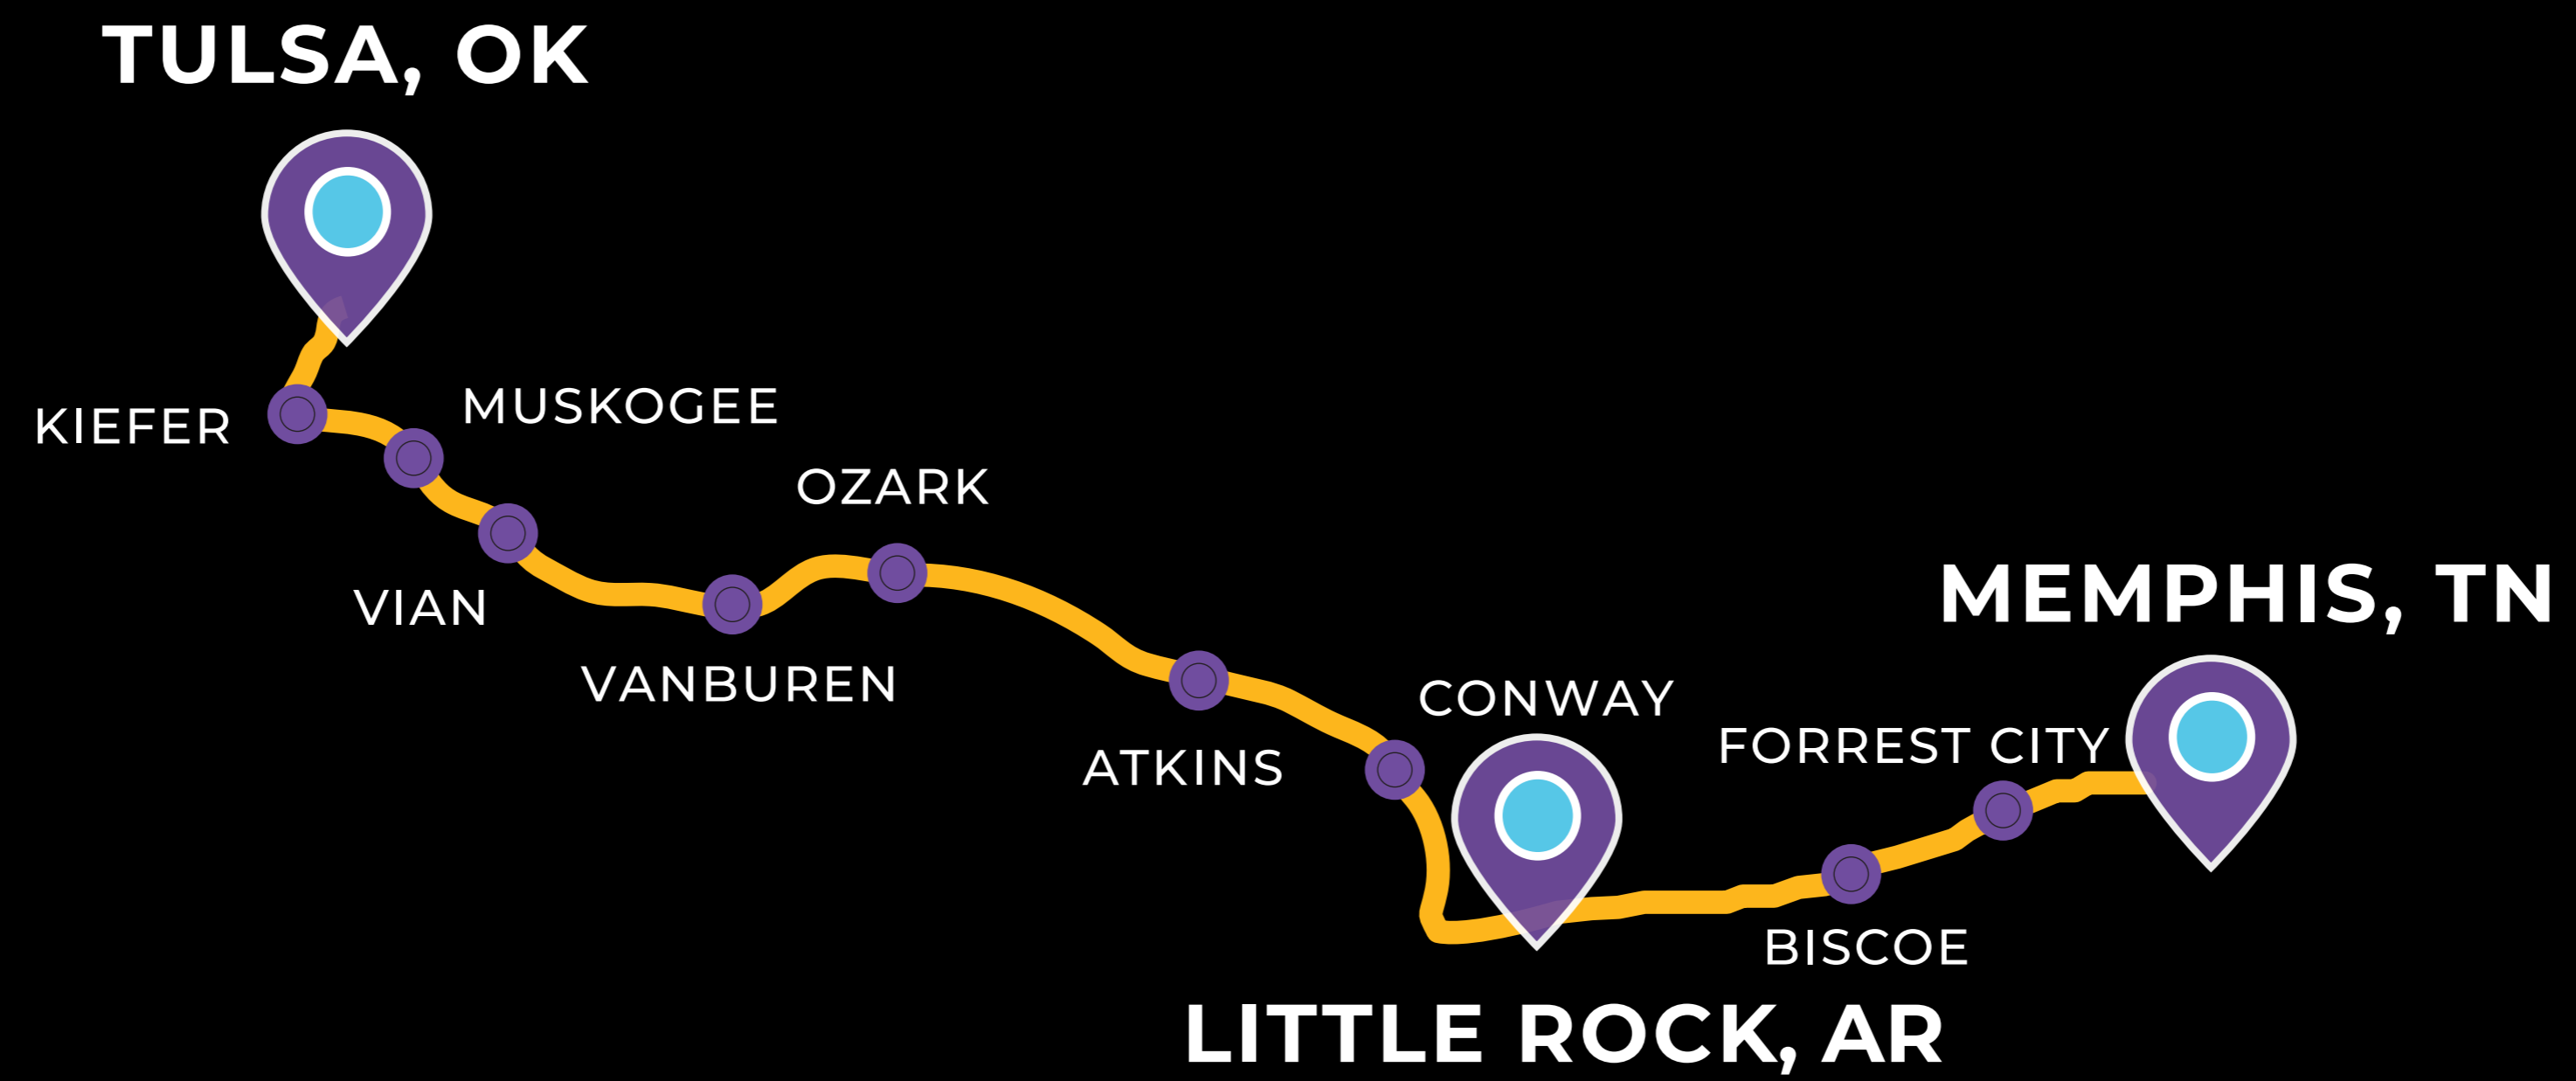 TULSA, OK
MUSKOGEE
KIEFER
OZARK
VIAN
MEMPHIS, TN
VANBUREN
CONWAY
FORREST CITY
ATKINS
BISCOE
LITTLE ROCK, AR